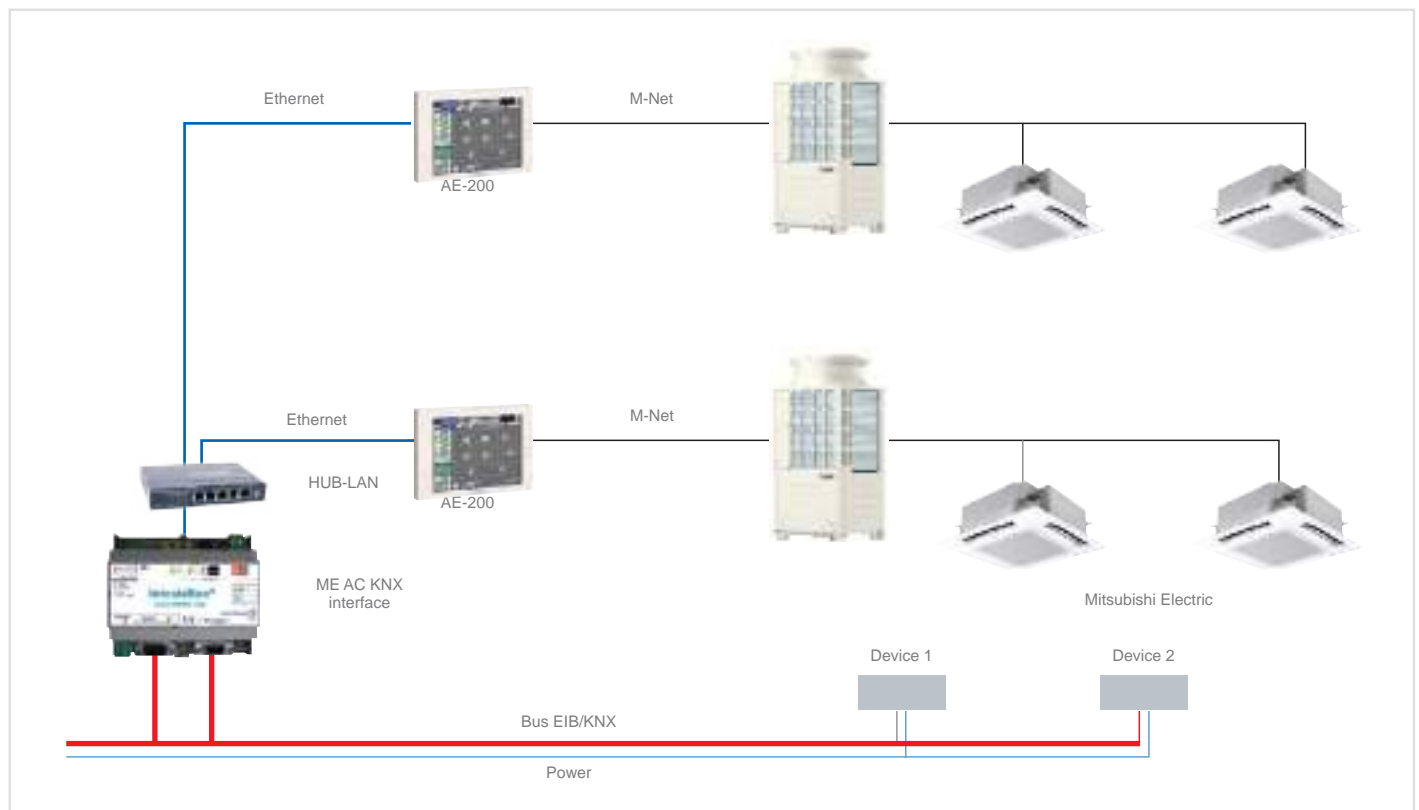 Ethernet
M-Net
AE-200
Ethernet
M-Net
HUB-LAN
AE-200
ME AC KNX
interface
Mitsubishi Electric
Device 1
Device 2
Bus EIB/KNX
Power